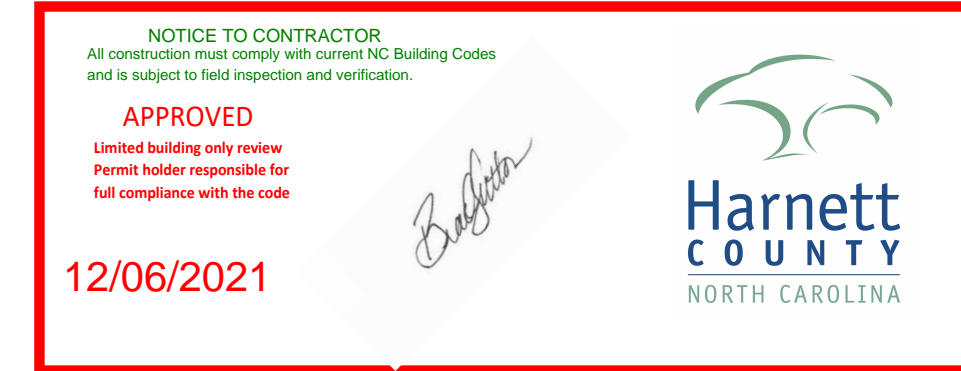 NOTICE TO CONTRACTOR
All construction must comply with current NC Building Codes
and is subject to field inspection and verification.
APPROVED
Limited building only review
Permit holder responsible for
full compliance with the code
12/06/2021
Harnett
COUNTY
NORTH CAROLINA